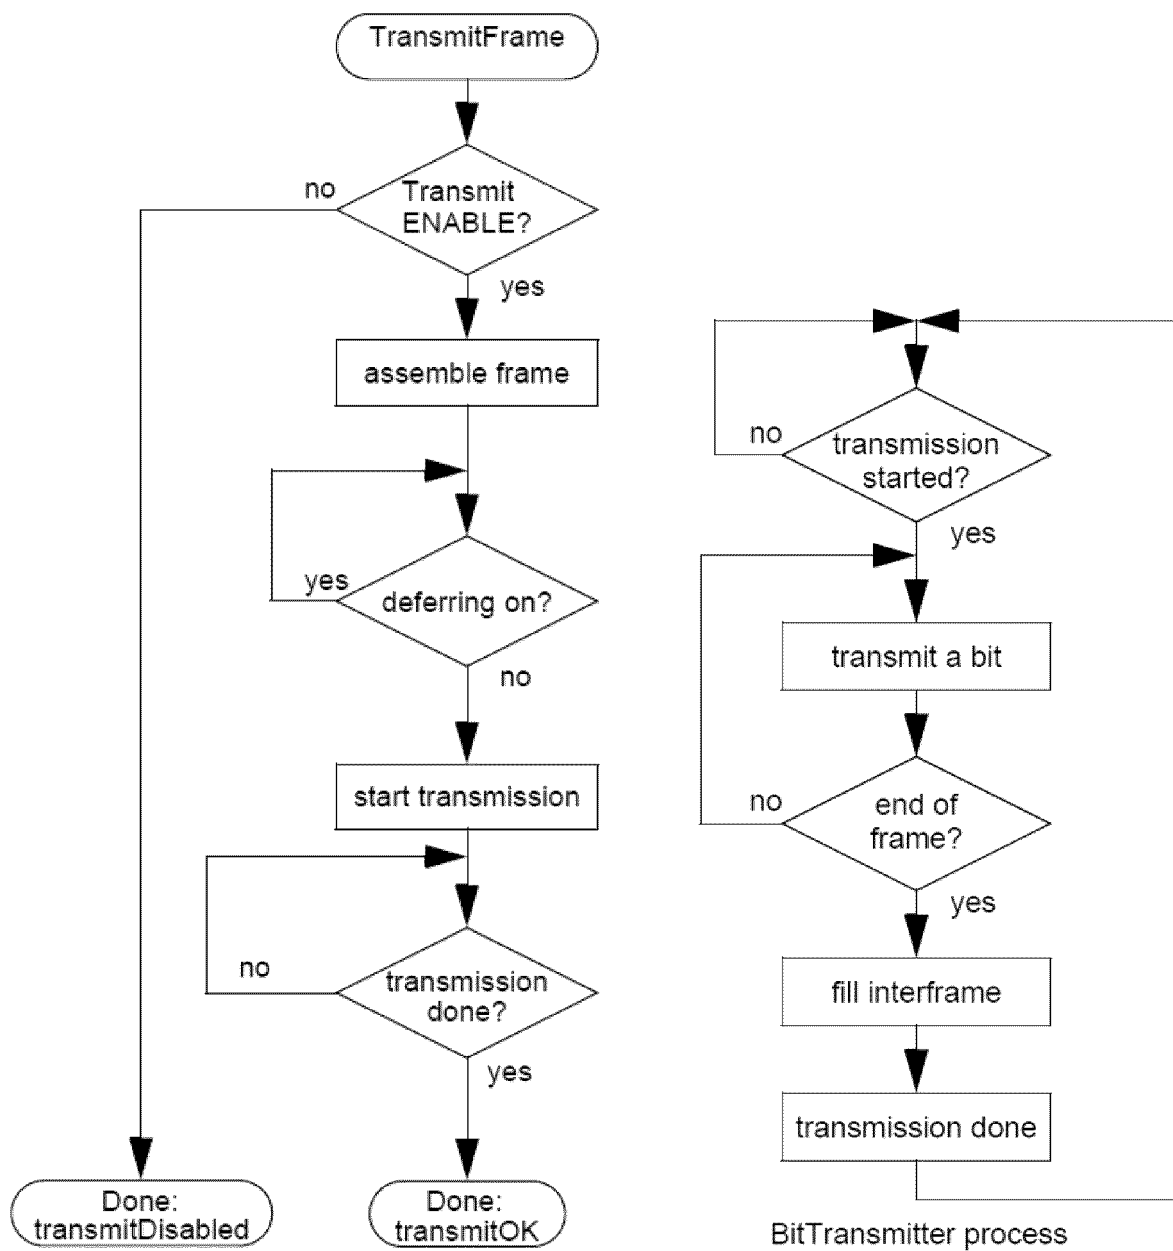 TransmitFrame
no
Transmit
ENABLE?
yes
assemble frame
yes
deferring on?
no
start transmission
no
transmission
done?
yes
Done:
transmitDisabled
Done:
transmitOK
no
transmission
started?
yes
transmit a bit
no
end of
frame?
yes
fill interframe
transmission done
BitTransmitter process